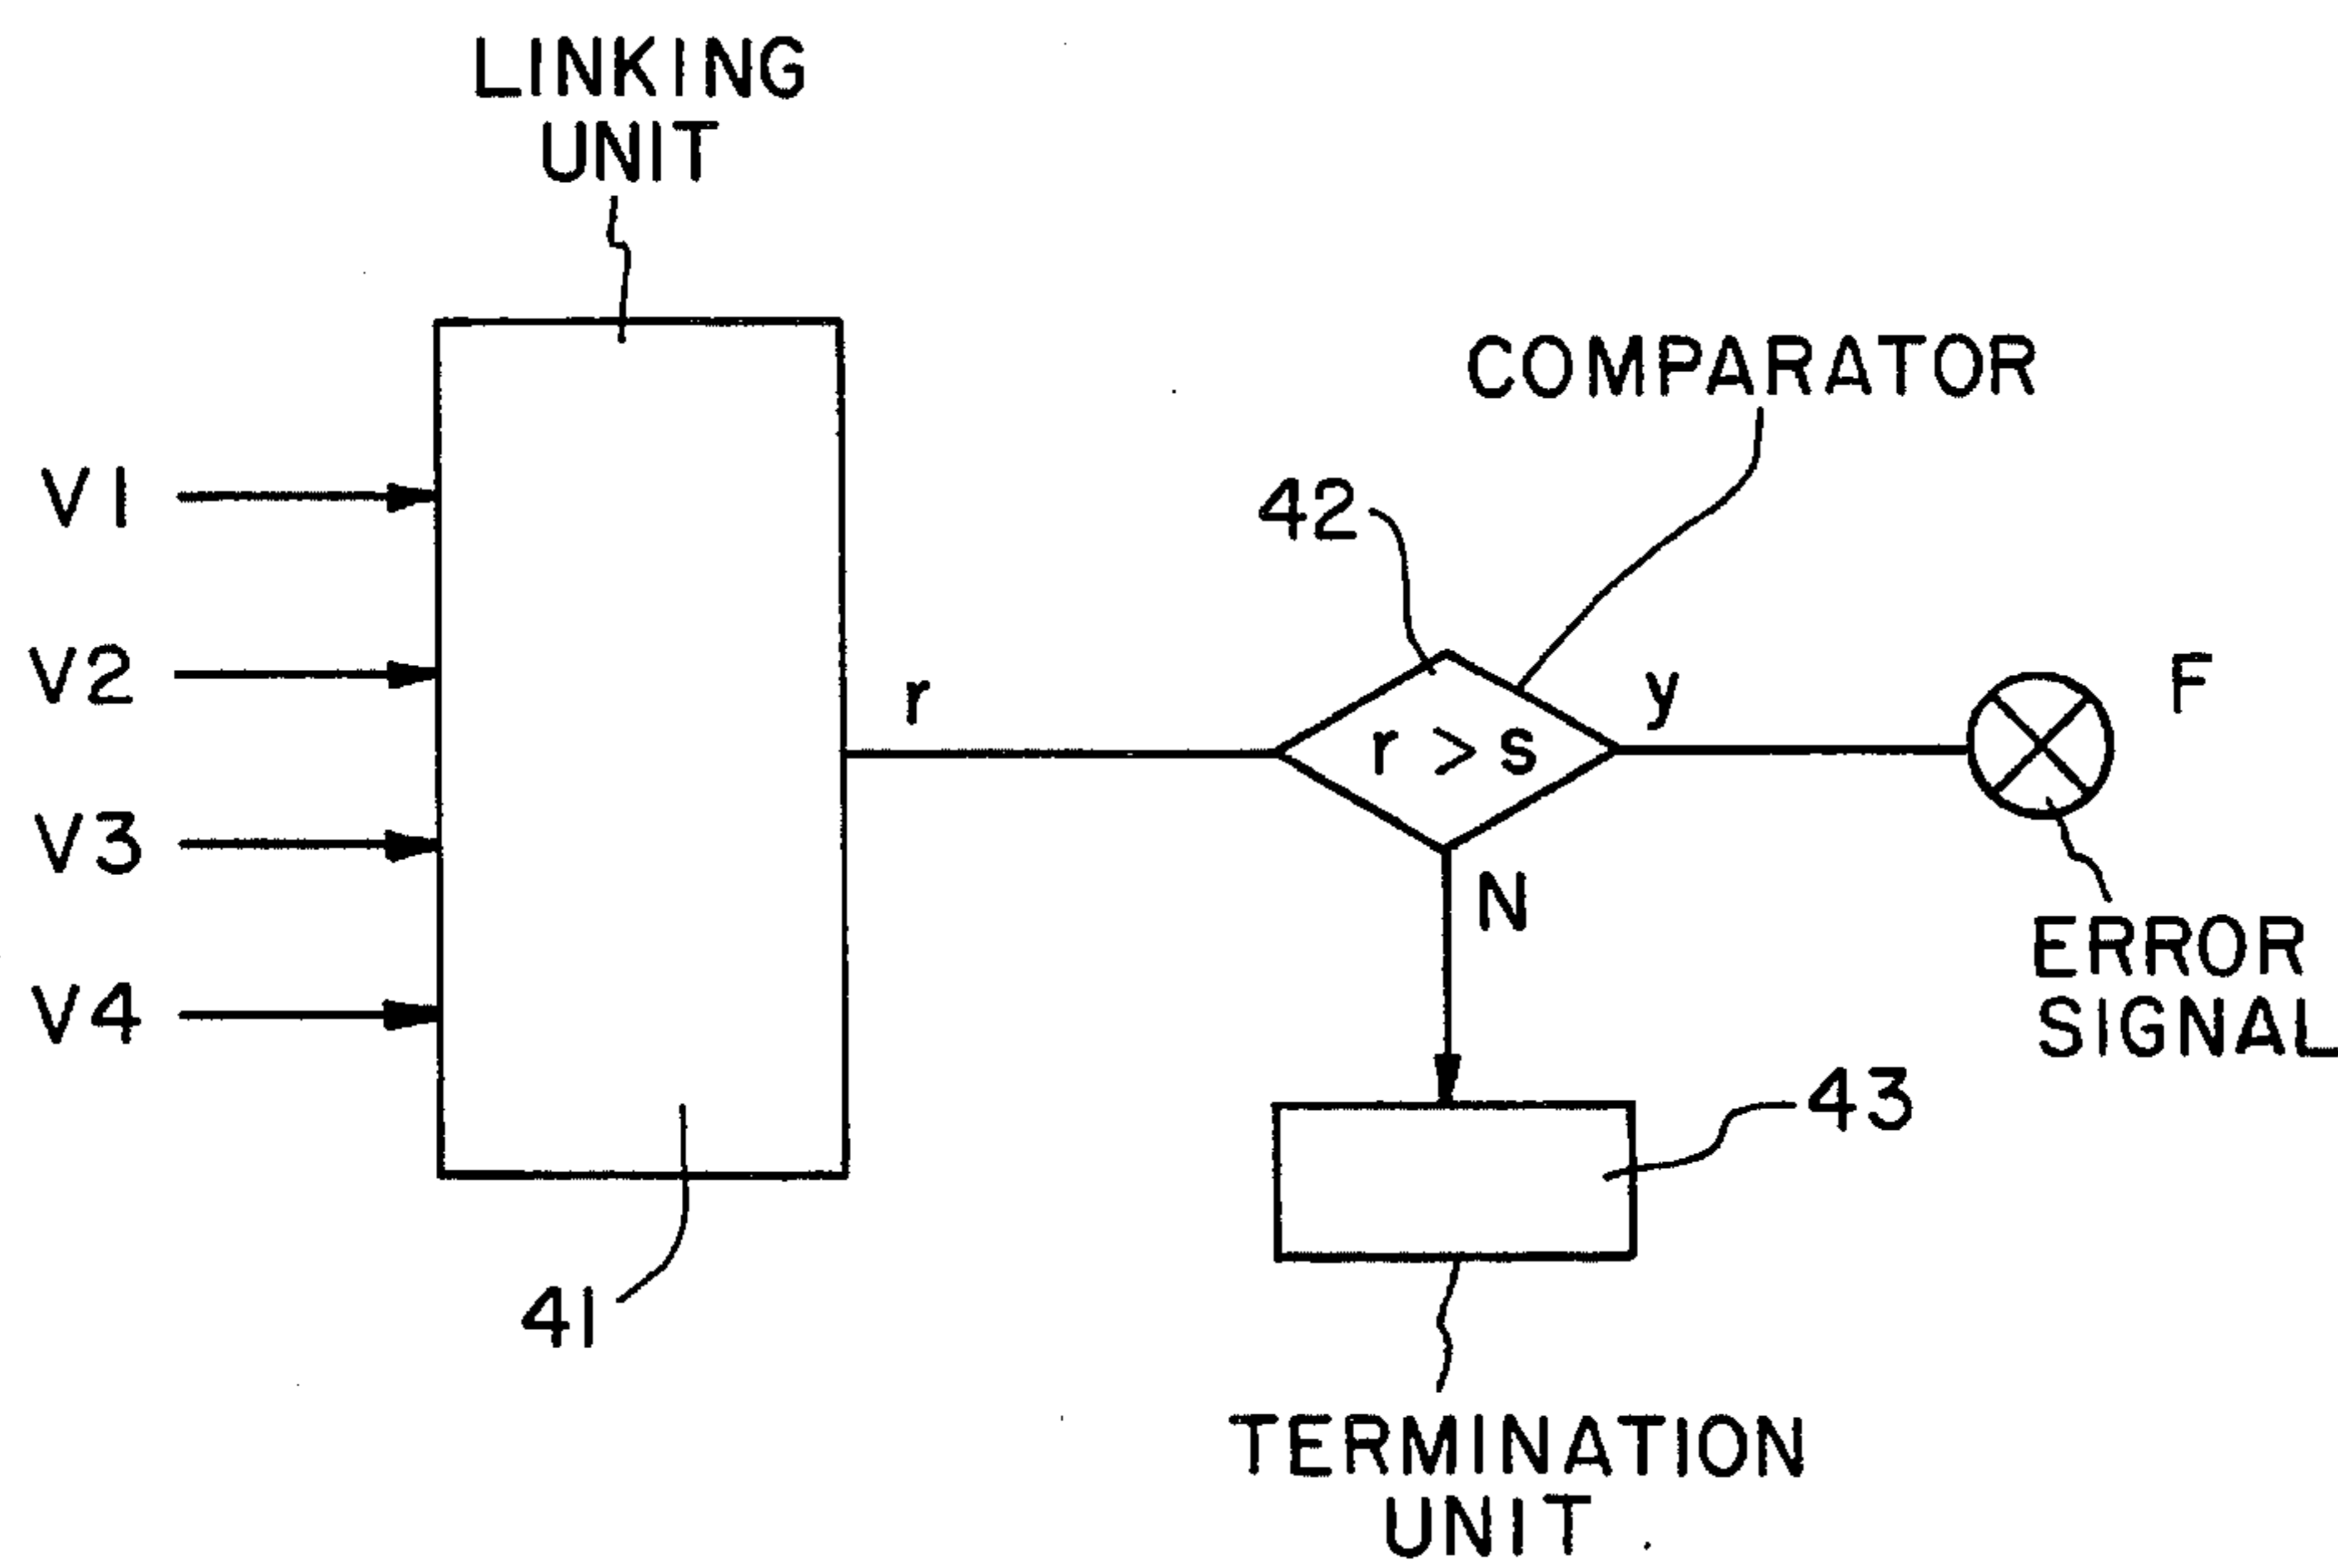 LINKING
UNIT
COMPARATOR
V1
42
V2
r
r > s
y
F
V3
N
ERROR
SIGNAL
V4
43
41
TERMINATION
UNIT